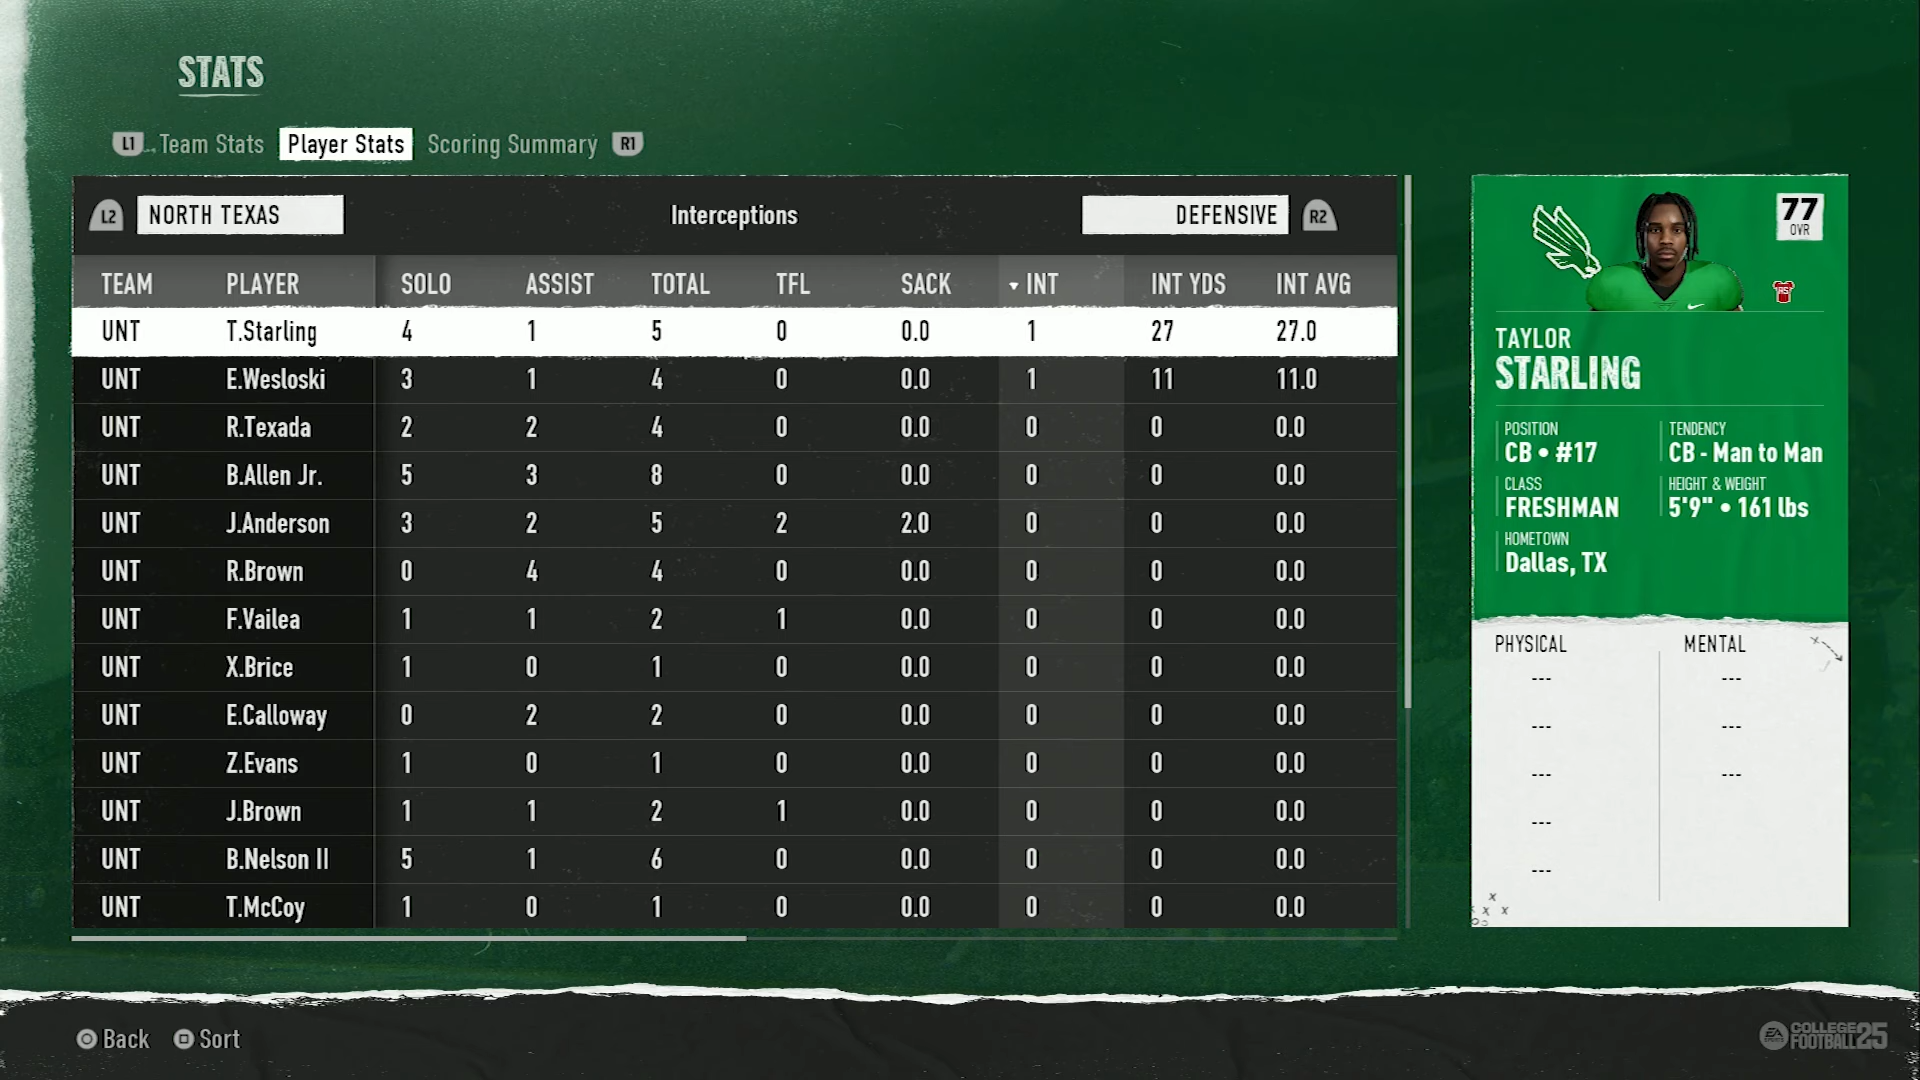 STATS
L1 Team Stats Player Stats Scoring Summary R1
L2 NORTH TEXAS Interceptions DEFENSIVE R2
TEAM PLAYER SOLO ASSIST TOTAL TFL SACK INT INT YDS INT AVG
UNT T.Starling 4 1 5 0 0.0 1 27 27.0
UNT E.Wesloski 3 1 4 0 0.0 1 11 11.0
UNT R.Texada 2 2 4 0 0.0 0 0 0.0
UNT B.Allen Jr. 5 3 8 0 0.0 0 0 0.0
UNT J.Anderson 3 2 5 2 2.0 0 0 0.0
UNT R.Brown 0 4 4 0 0.0 0 0 0.0
UNT F.Vailea 1 1 2 1 0.0 0 0 0.0
UNT X.Brice 1 0 1 0 0.0 0 0 0.0
UNT E.Calloway 0 2 2 0 0.0 0 0 0.0
UNT Z.Evans 1 0 1 0 0.0 0 0 0.0
UNT J.Brown 1 1 2 1 0.0 0 0 0.0
UNT B.Nelson II 5 1 6 0 0.0 0 0 0.0
UNT T.McCoy 1 0 1 0 0.0 0 0 0.0
77
OVR
RS
TAYLOR
STARLING
POSITION TENDENCY
CB • #17 CB - Man to Man
CLASS HEIGHT & WEIGHT
FRESHMAN 5'9" • 161 lbs
HOMETOWN
Dallas, TX
PHYSICAL MENTAL
--- ---
--- ---
--- ---
---
---
Back Sort
EA SPORTS COLLEGE FOOTBALL 25